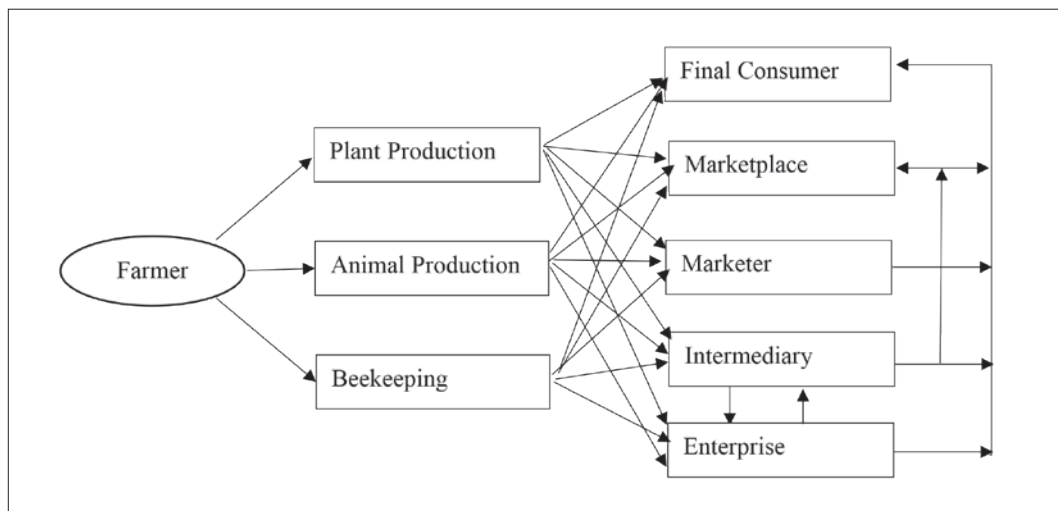 Final Consumer
Plant Production
Marketplace
Farmer
Animal Production
Marketer
Intermediary
Beekeeping
Enterprise